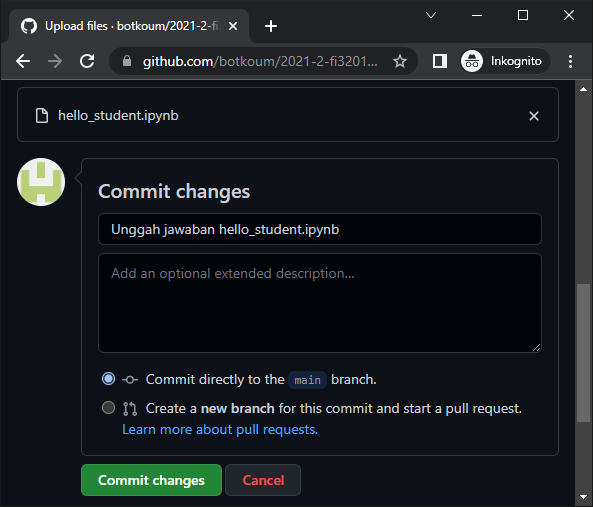 Upload files · botkoum/2021-2-fi
github.com/botkoum/2021-2-fi3201...
Inkognito
hello_student.ipynb
Commit changes
Unggah jawaban hello_student.ipynb
Add an optional extended description...
Commit directly to the main branch.
Create a new branch for this commit and start a pull request.
Learn more about pull requests.
Commit changes
Cancel